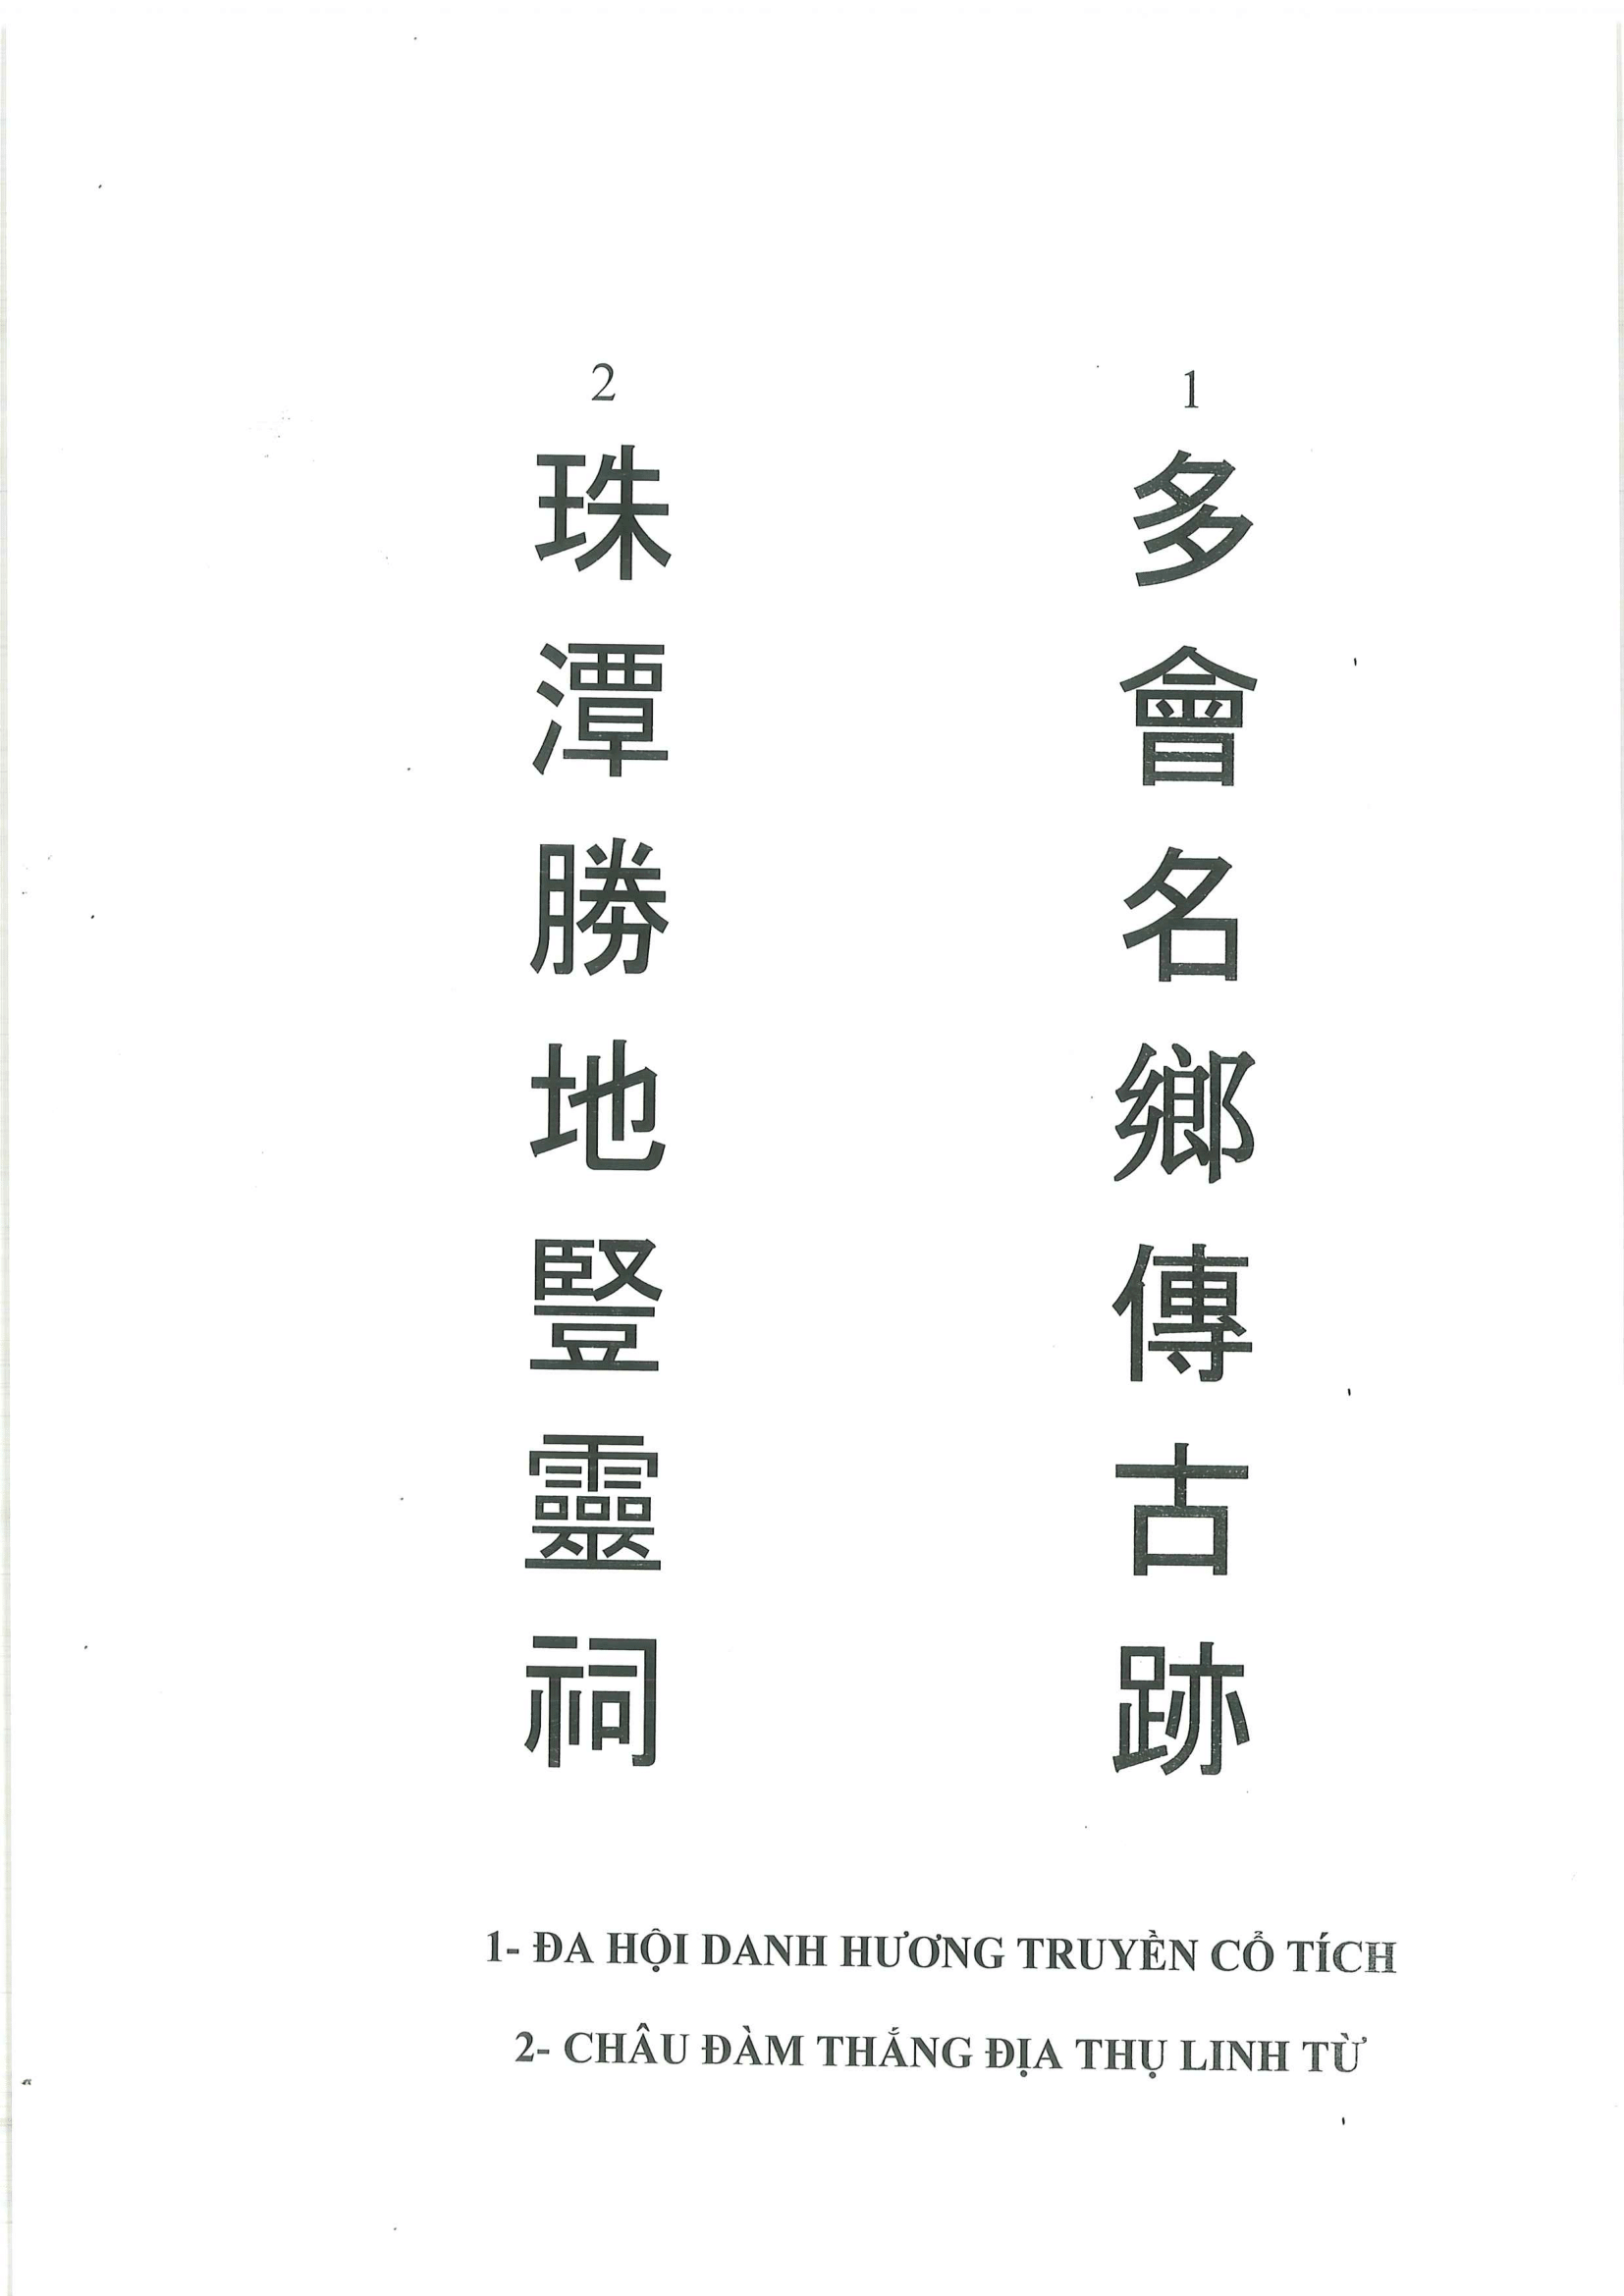 1
多會名鄉傳古跡
2
珠潭勝地豎靈祠
1- ĐA HỘI DANH HƯƠNG TRUYỀN CỔ TÍCH
2- CHÂU ĐÀM THẮNG ĐỊA THỤ LINH TỪ